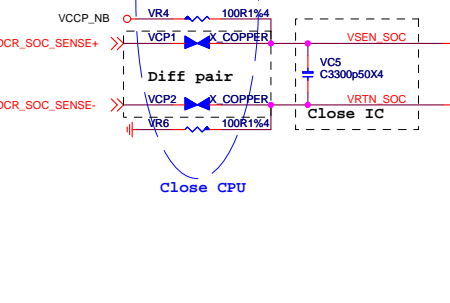 VCCP_NB VR4 100R1%4
OCR_SOC_SENSE+ VCP1 X_COPPER VSEN_SOC
VC5
C3300p50X4
Diff pair
OCR_SOC_SENSE- VCP2 X_COPPER VRTN_SOC
Close IC
VR6 100R1%4
Close CPU